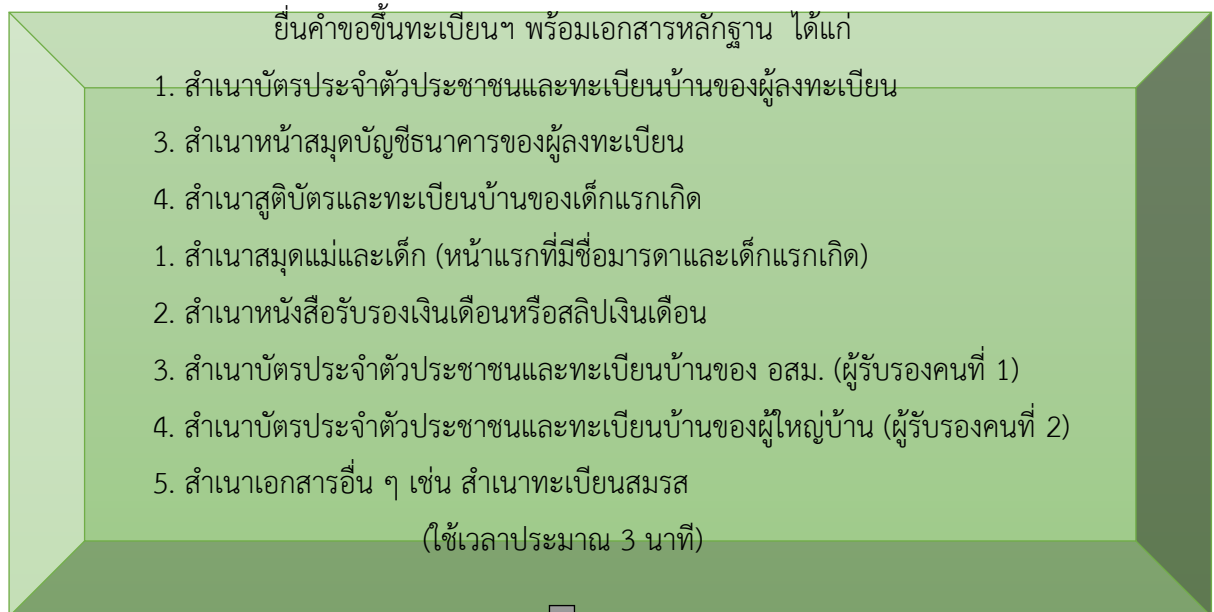 ยื่นคำขอขึ้นทะเบียนฯ พร้อมเอกสารหลักฐาน ได้แก่
1. สำเนาบัตรประจำตัวประชาชนและทะเบียนบ้านของผู้ลงทะเบียน
3. สำเนาหน้าสมุดบัญชีธนาคารของผู้ลงทะเบียน
4. สำเนาสูติบัตรและทะเบียนบ้านของเด็กแรกเกิด
1. สำเนาสมุดแม่และเด็ก (หน้าแรกที่มีชื่อมารดาและเด็กแรกเกิด)
2. สำเนาหนังสือรับรองเงินเดือนหรือสลิปเงินเดือน
3. สำเนาบัตรประจำตัวประชาชนและทะเบียนบ้านของ อสม. (ผู้รับรองคนที่ 1)
4. สำเนาบัตรประจำตัวประชาชนและทะเบียนบ้านของผู้ใหญ่บ้าน (ผู้รับรองคนที่ 2)
5. สำเนาเอกสารอื่น ๆ เช่น สำเนาทะเบียนสมรส
(ใช้เวลาประมาณ 3 นาที)